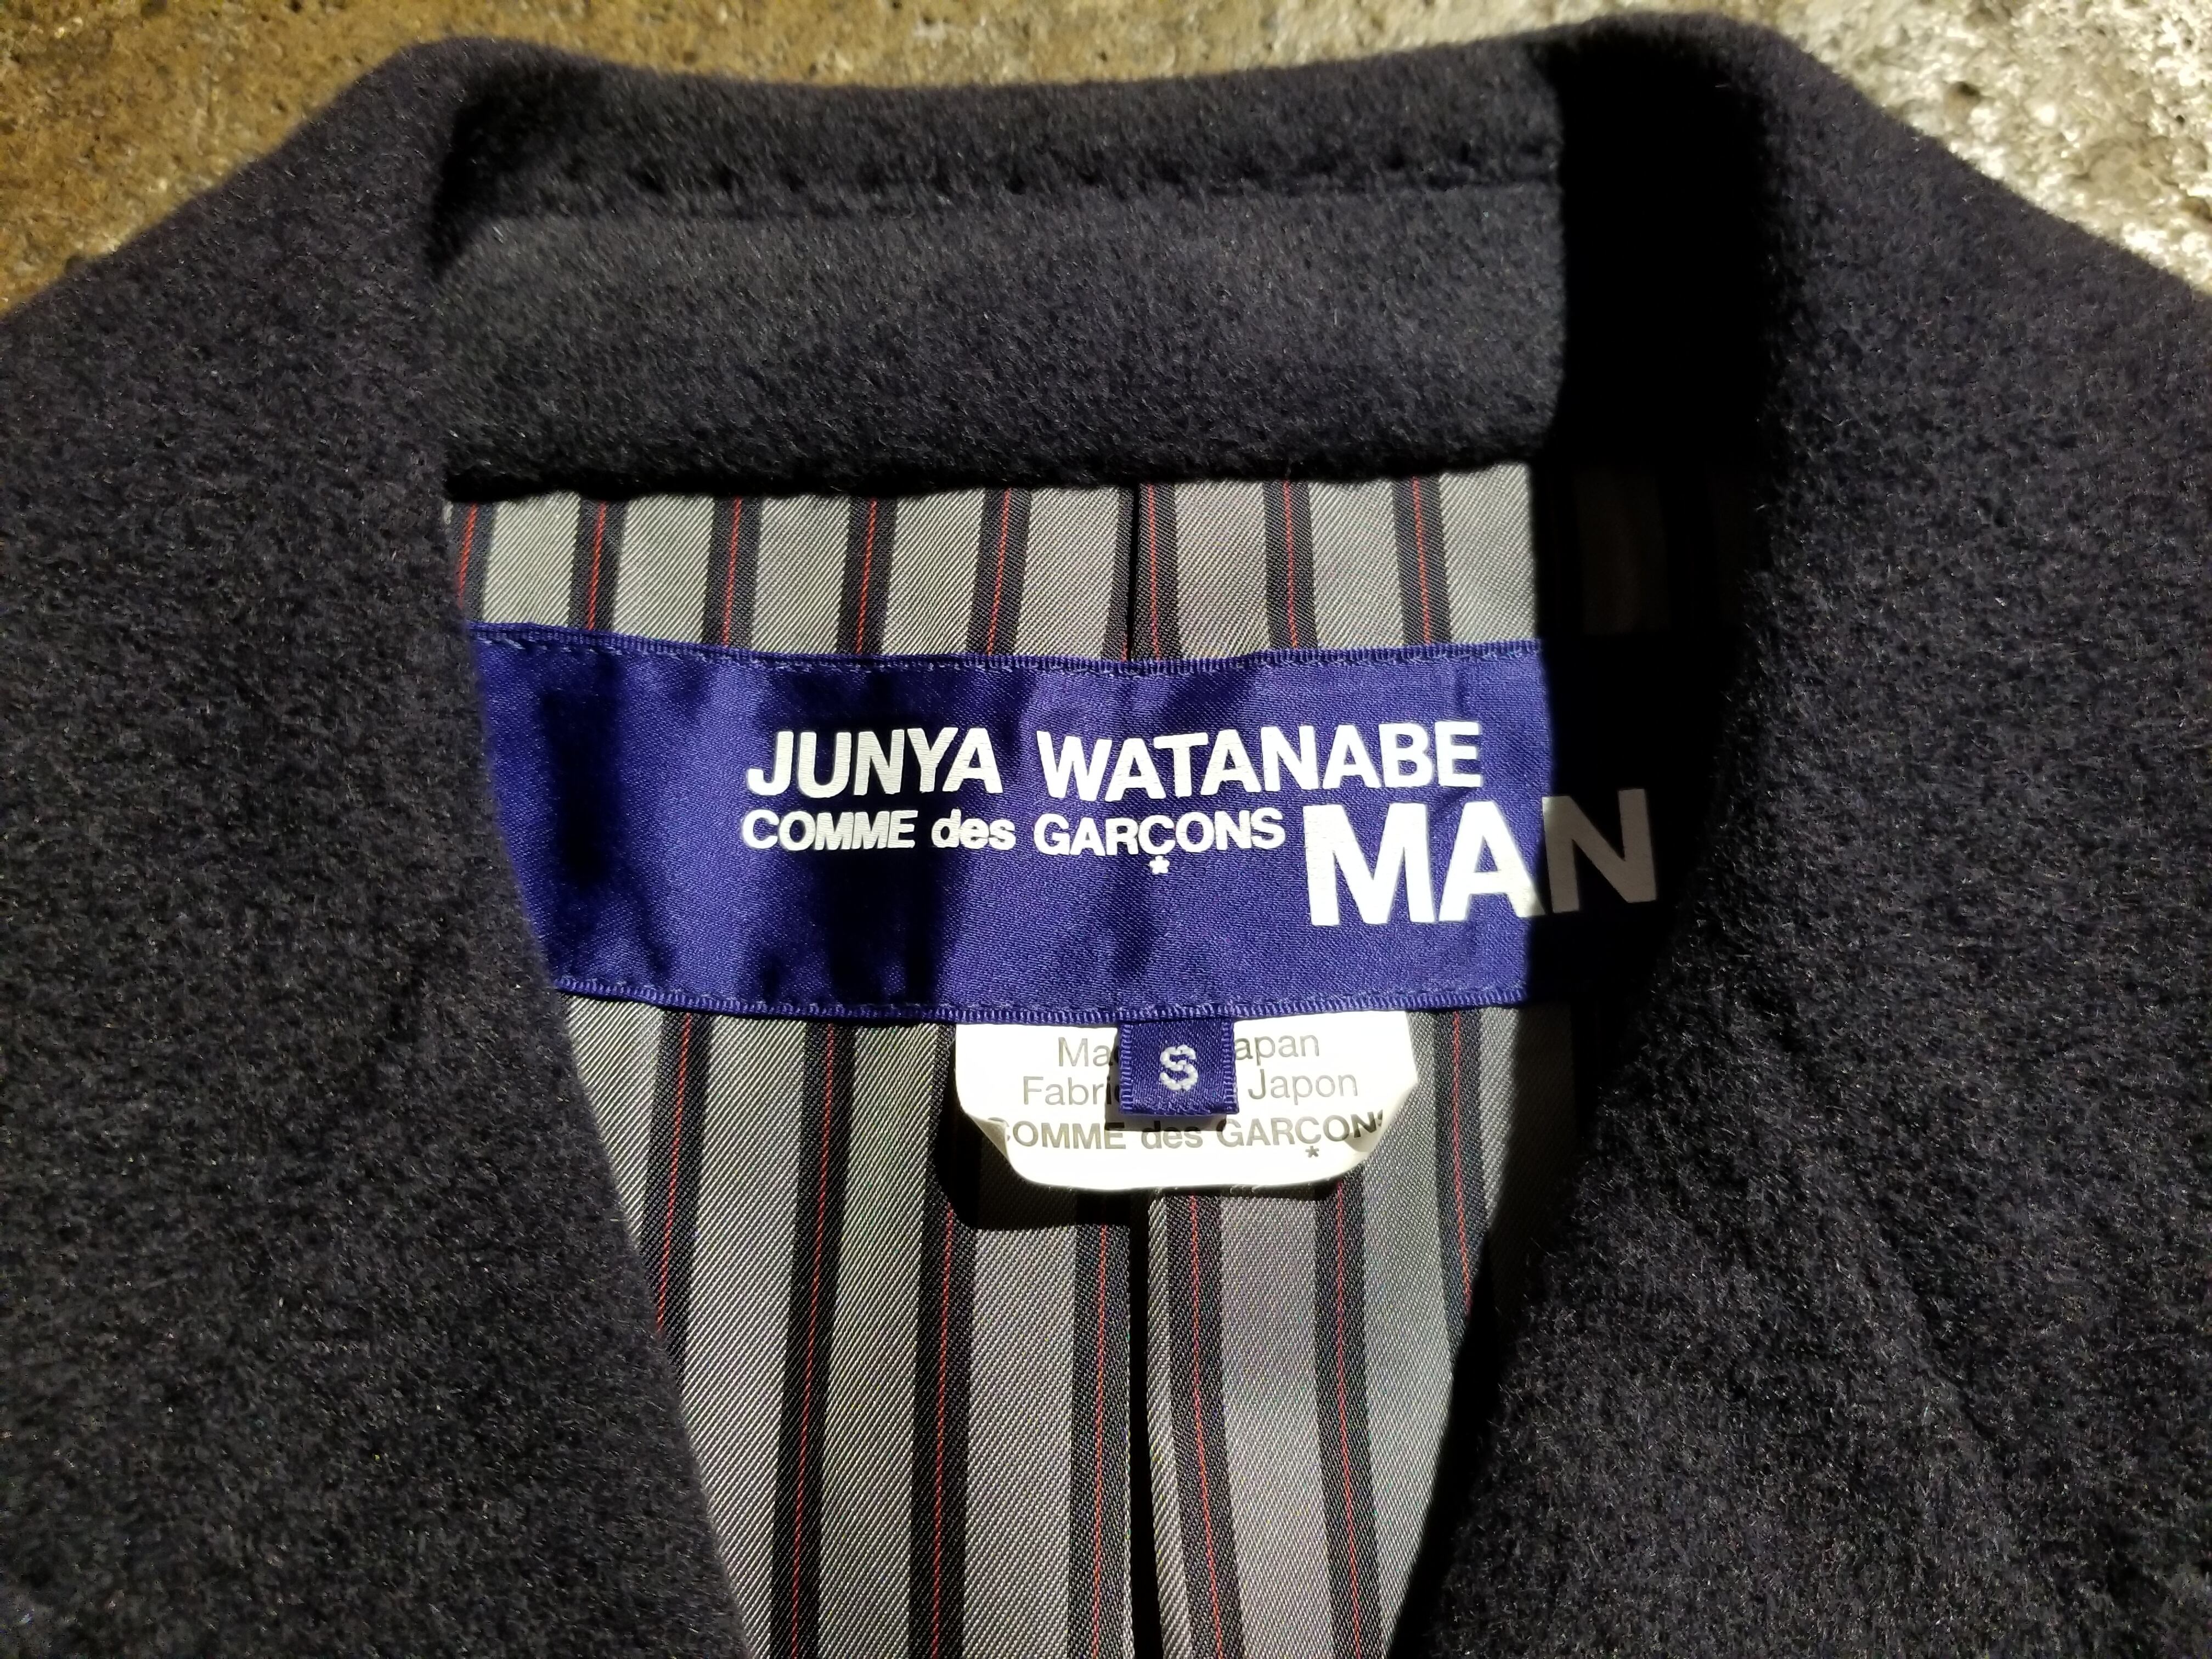 JUNYA WATANABE
COMME des GARÇONS MAN
*
S
Japon
COMME des GARÇONS
*